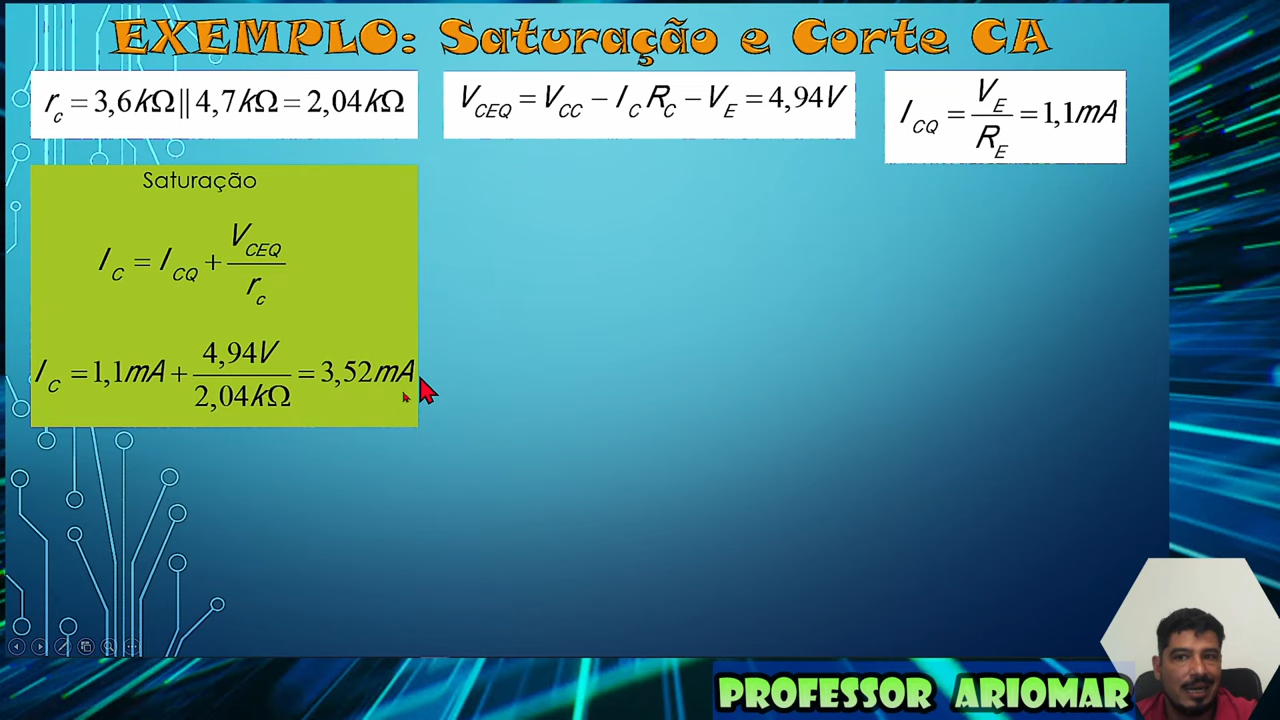 EXEMPLO: Saturação e Corte CA
r_c = 3,6kΩ || 4,7kΩ = 2,04kΩ
V_CEQ = V_CC − I_C R_C − V_E = 4,94V
I_CQ = V_E / R_E = 1,1mA
Saturação
I_C = I_CQ + V_CEQ / r_c
I_C = 1,1mA + 4,94V / 2,04kΩ = 3,52mA
PROFESSOR ARIOMAR